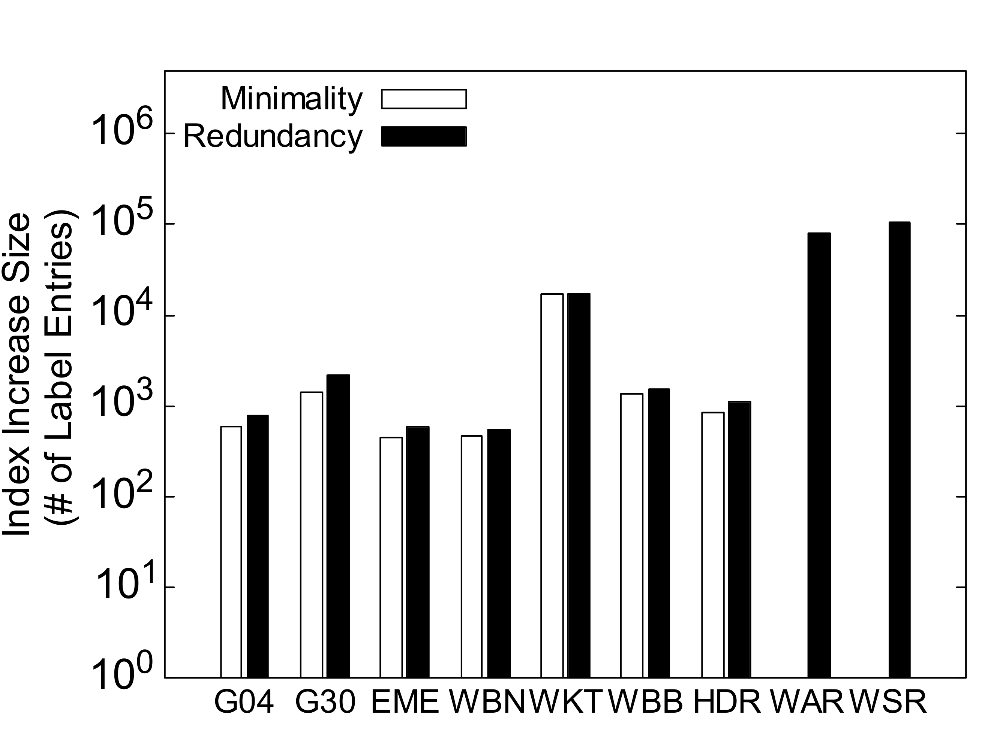 Minimality
Redundancy
10^6
10^5
10^4
10^3
10^2
10^1
10^0
Index Increase Size
(# of Label Entries)
G04 G30 EME WBN WKT WBB HDR WAR WSR